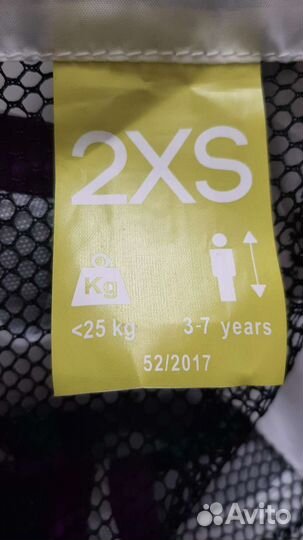 2XS
Kg
<25 kg 3-7 years
52/2017
Avito